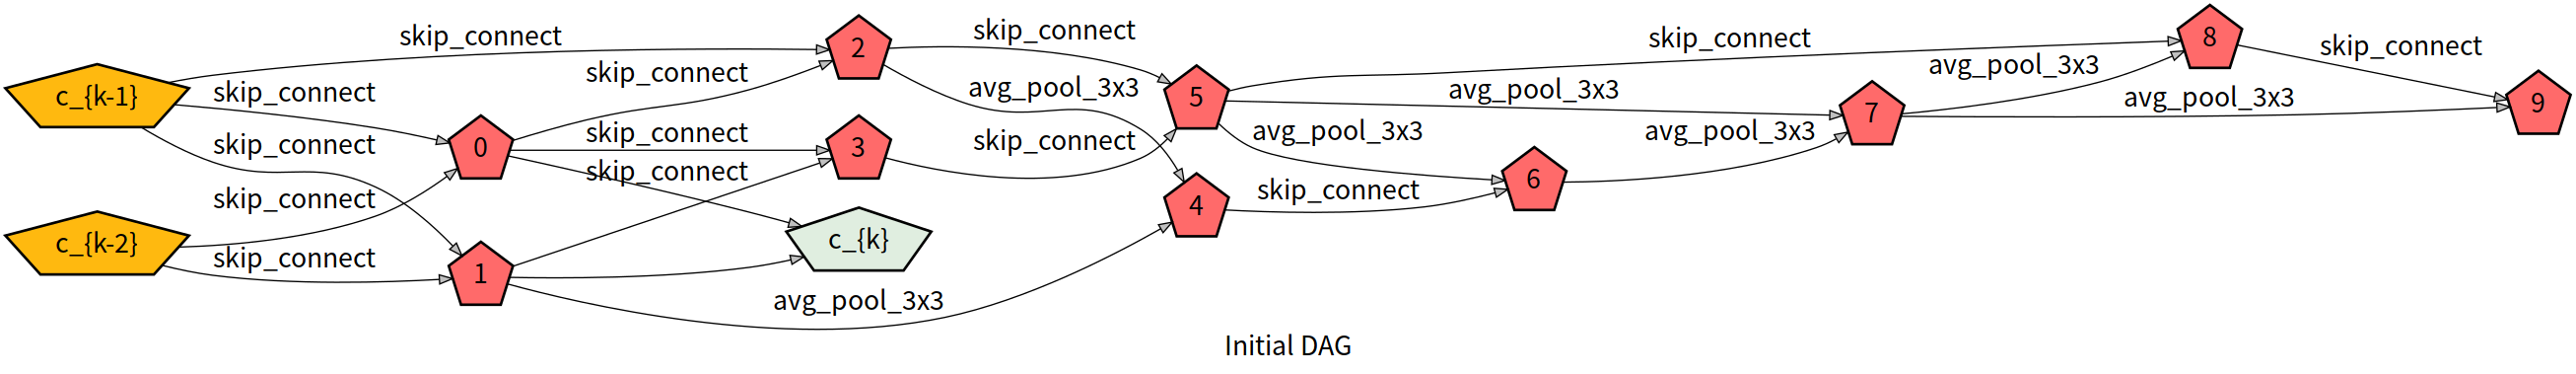 c_{k-1}
c_{k-2}
skip_connect
skip_connect
skip_connect
skip_connect
skip_connect
0
1
skip_connect
skip_connect
skip_connect
avg_pool_3x3
2
3
c_{k}
skip_connect
avg_pool_3x3
skip_connect
5
4
skip_connect
avg_pool_3x3
avg_pool_3x3
skip_connect
6
avg_pool_3x3
7
avg_pool_3x3
avg_pool_3x3
8
skip_connect
9
Initial DAG